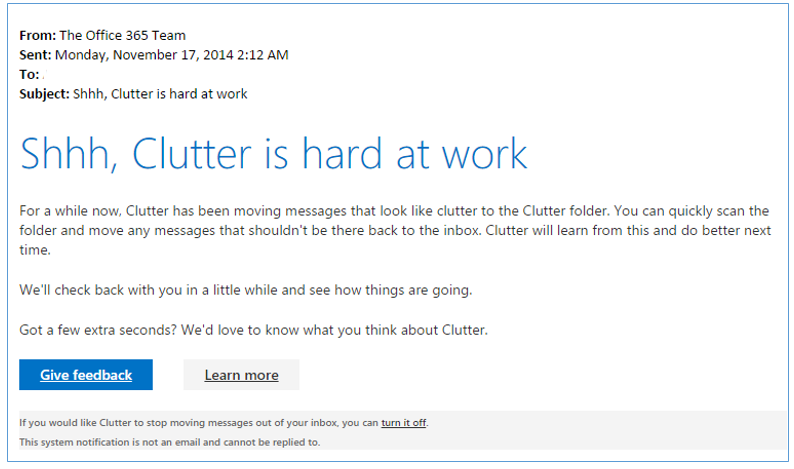 From: The Office 365 Team
Sent: Monday, November 17, 2014 2:12 AM
To:
Subject: Shhh, Clutter is hard at work
Shhh, Clutter is hard at work
For a while now, Clutter has been moving messages that look like clutter to the Clutter folder. You can quickly scan the
folder and move any messages that shouldn't be there back to the inbox. Clutter will learn from this and do better next
time.
We'll check back with you in a little while and see how things are going.
Got a few extra seconds? We'd love to know what you think about Clutter.
Give feedback Learn more
If you would like Clutter to stop moving messages out of your inbox, you can turn it off.
This system notification is not an email and cannot be replied to.